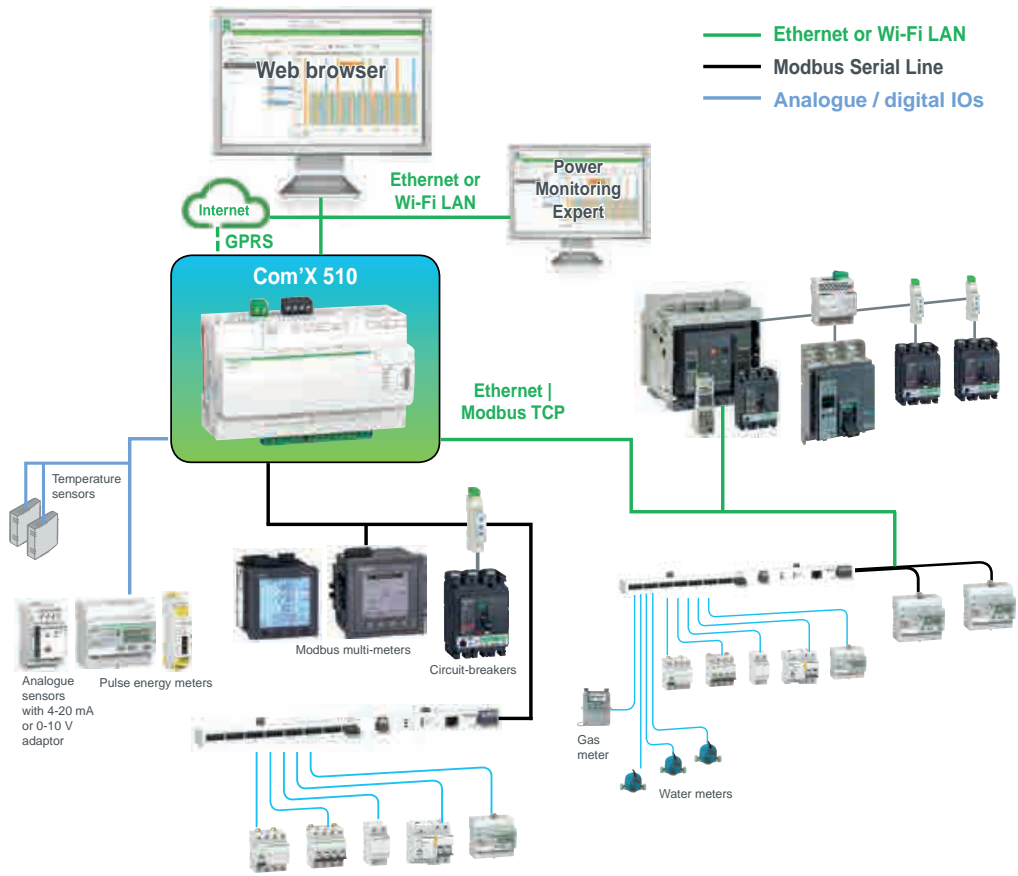 Web browser
Ethernet or Wi-Fi LAN
Modbus Serial Line
Analogue / digital IOs
Internet
GPRS
Ethernet or
Wi-Fi LAN
Power
Monitoring
Expert
Com'X 510
Ethernet |
Modbus TCP
Temperature
sensors
Analogue
sensors
with 4-20 mA
or 0-10 V
adaptor
Pulse energy meters
Modbus multi-meters
Circuit-breakers
Gas
meter
Water meters